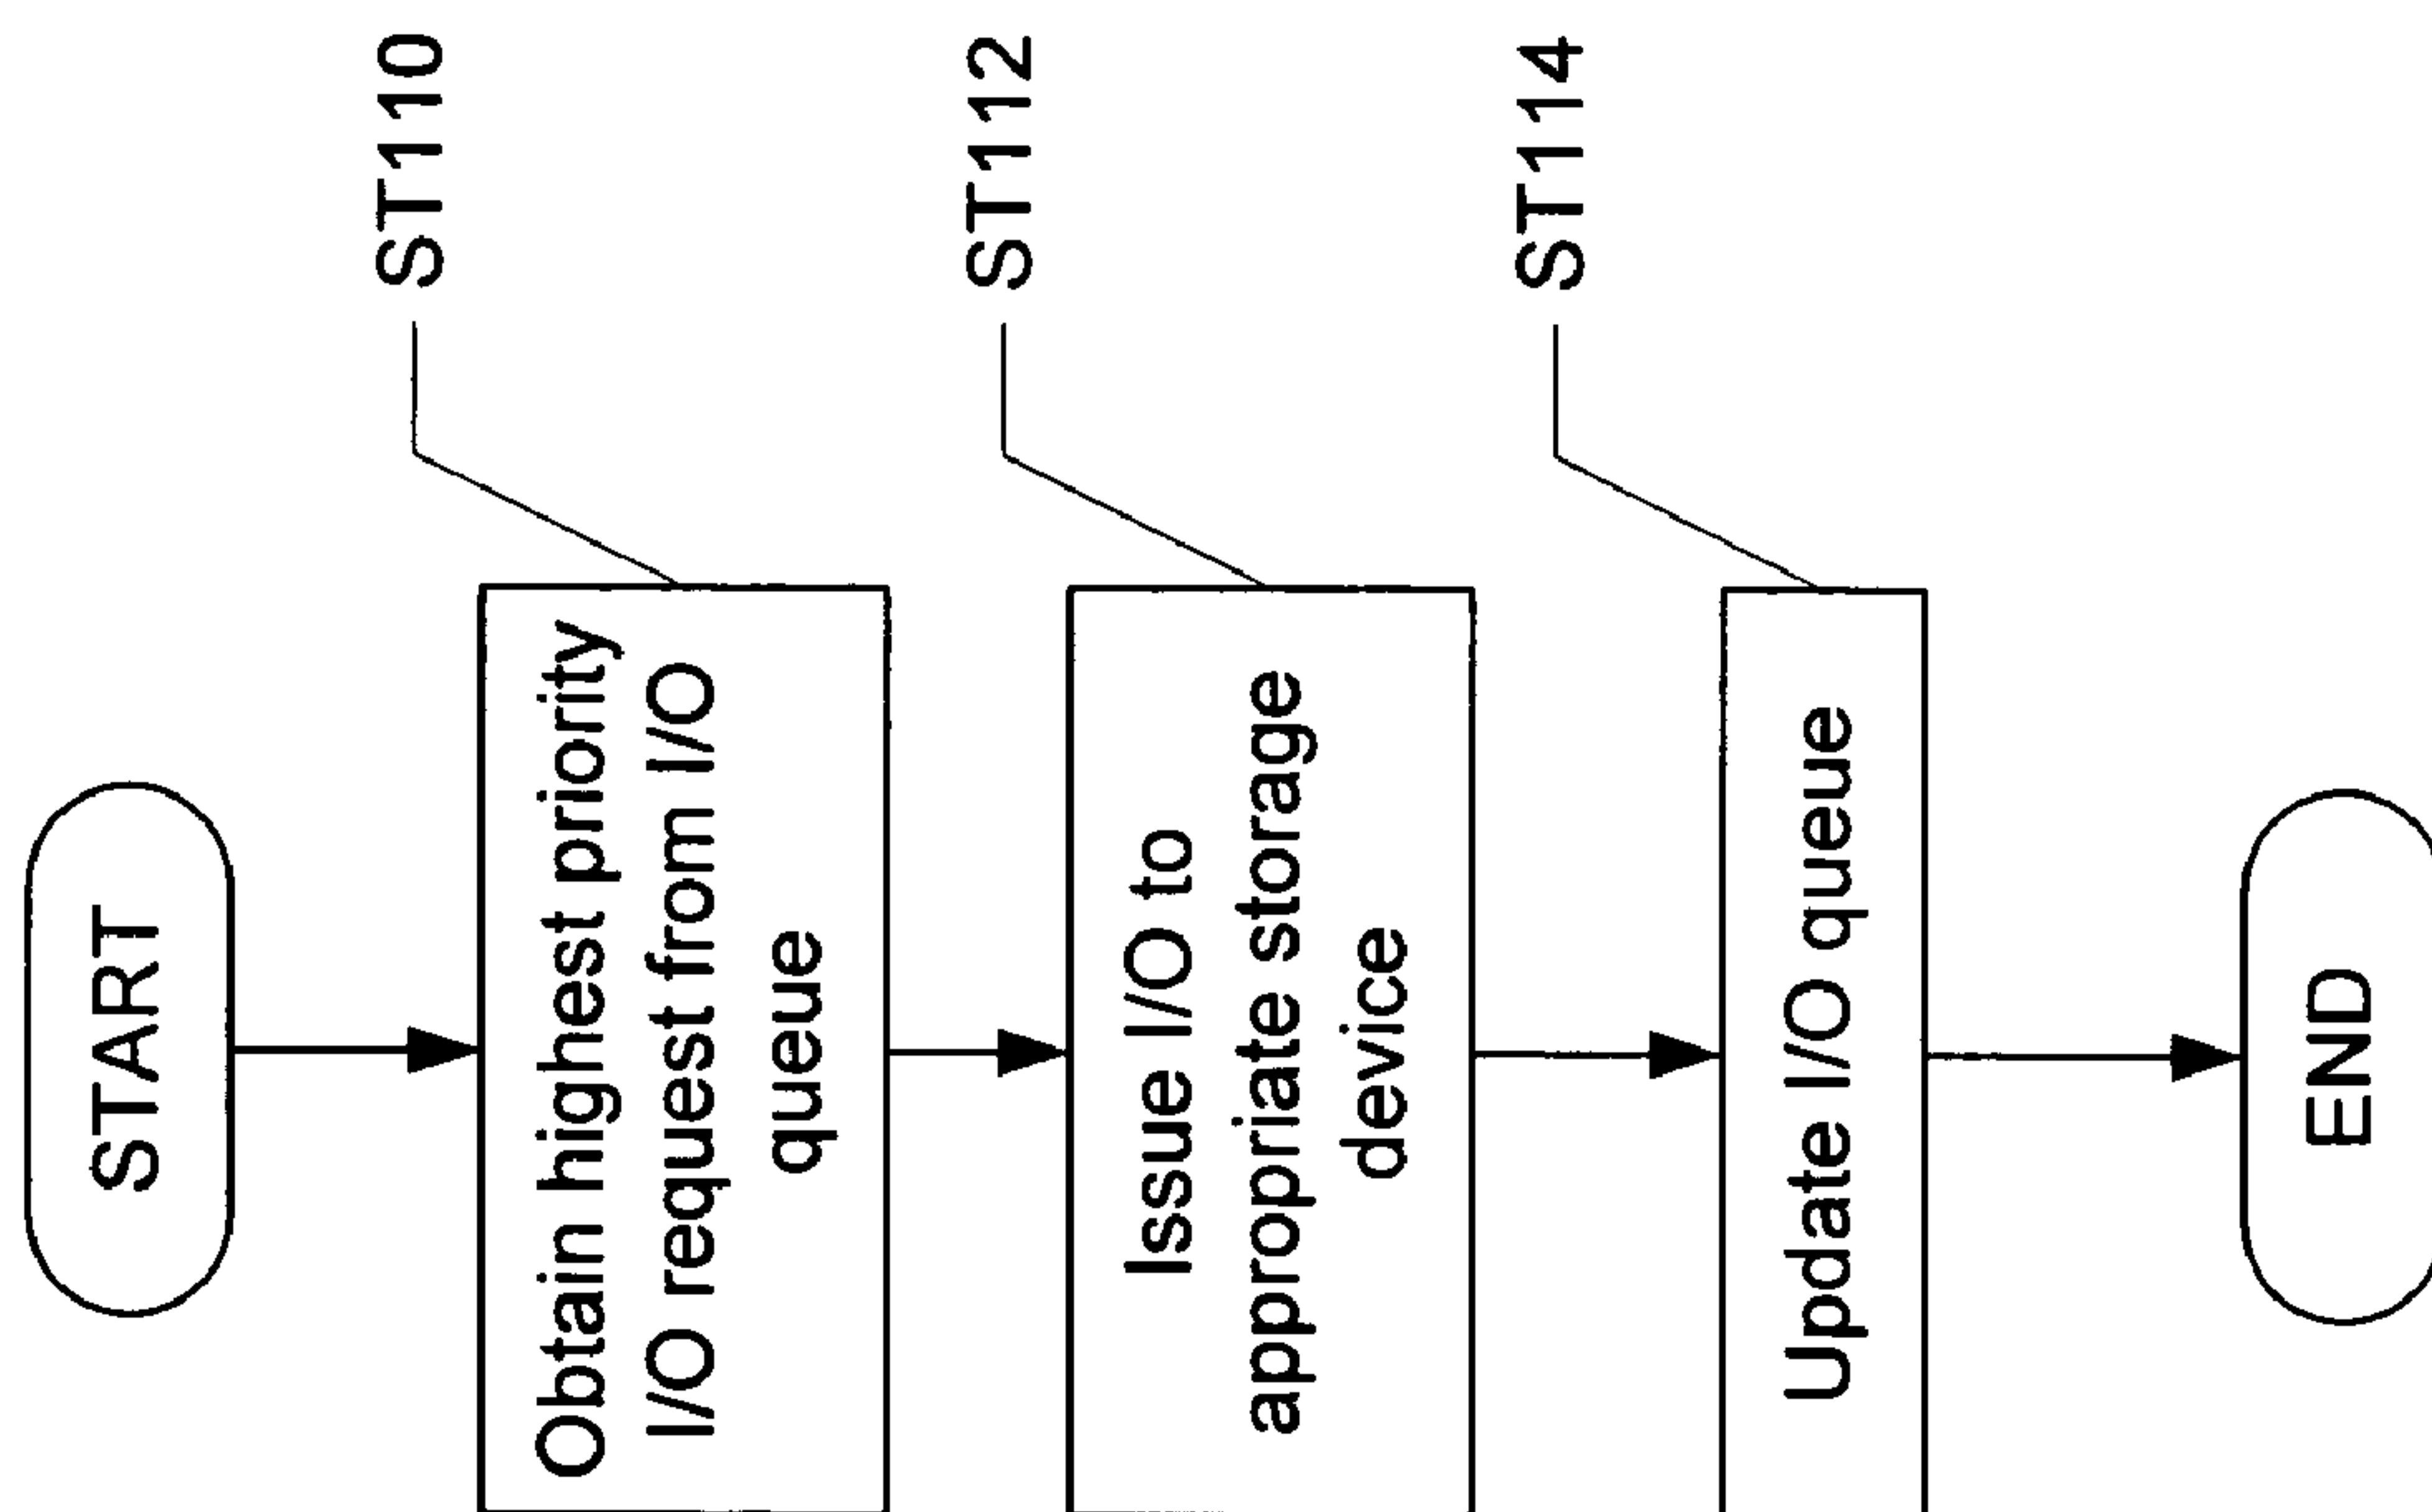 START
ST110
Obtain highest priority
I/O request from I/O
queue
ST112
Issue I/O to
appropriate storage
device
ST114
Update I/O queue
END